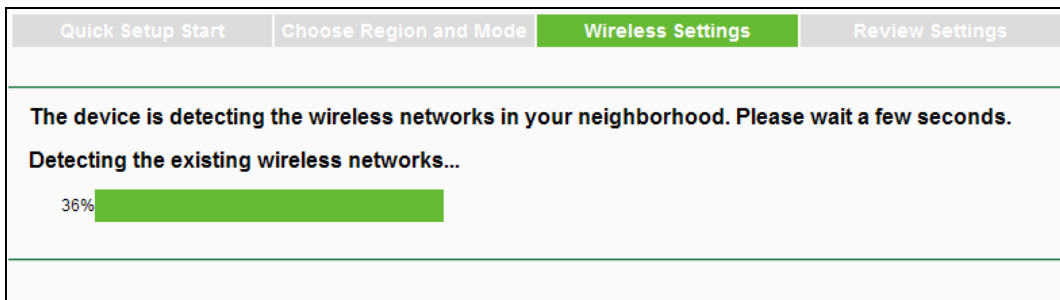 Quick Setup Start Choose Region and Mode Wireless Settings Review Settings
The device is detecting the wireless networks in your neighborhood. Please wait a few seconds.
Detecting the existing wireless networks...
36%